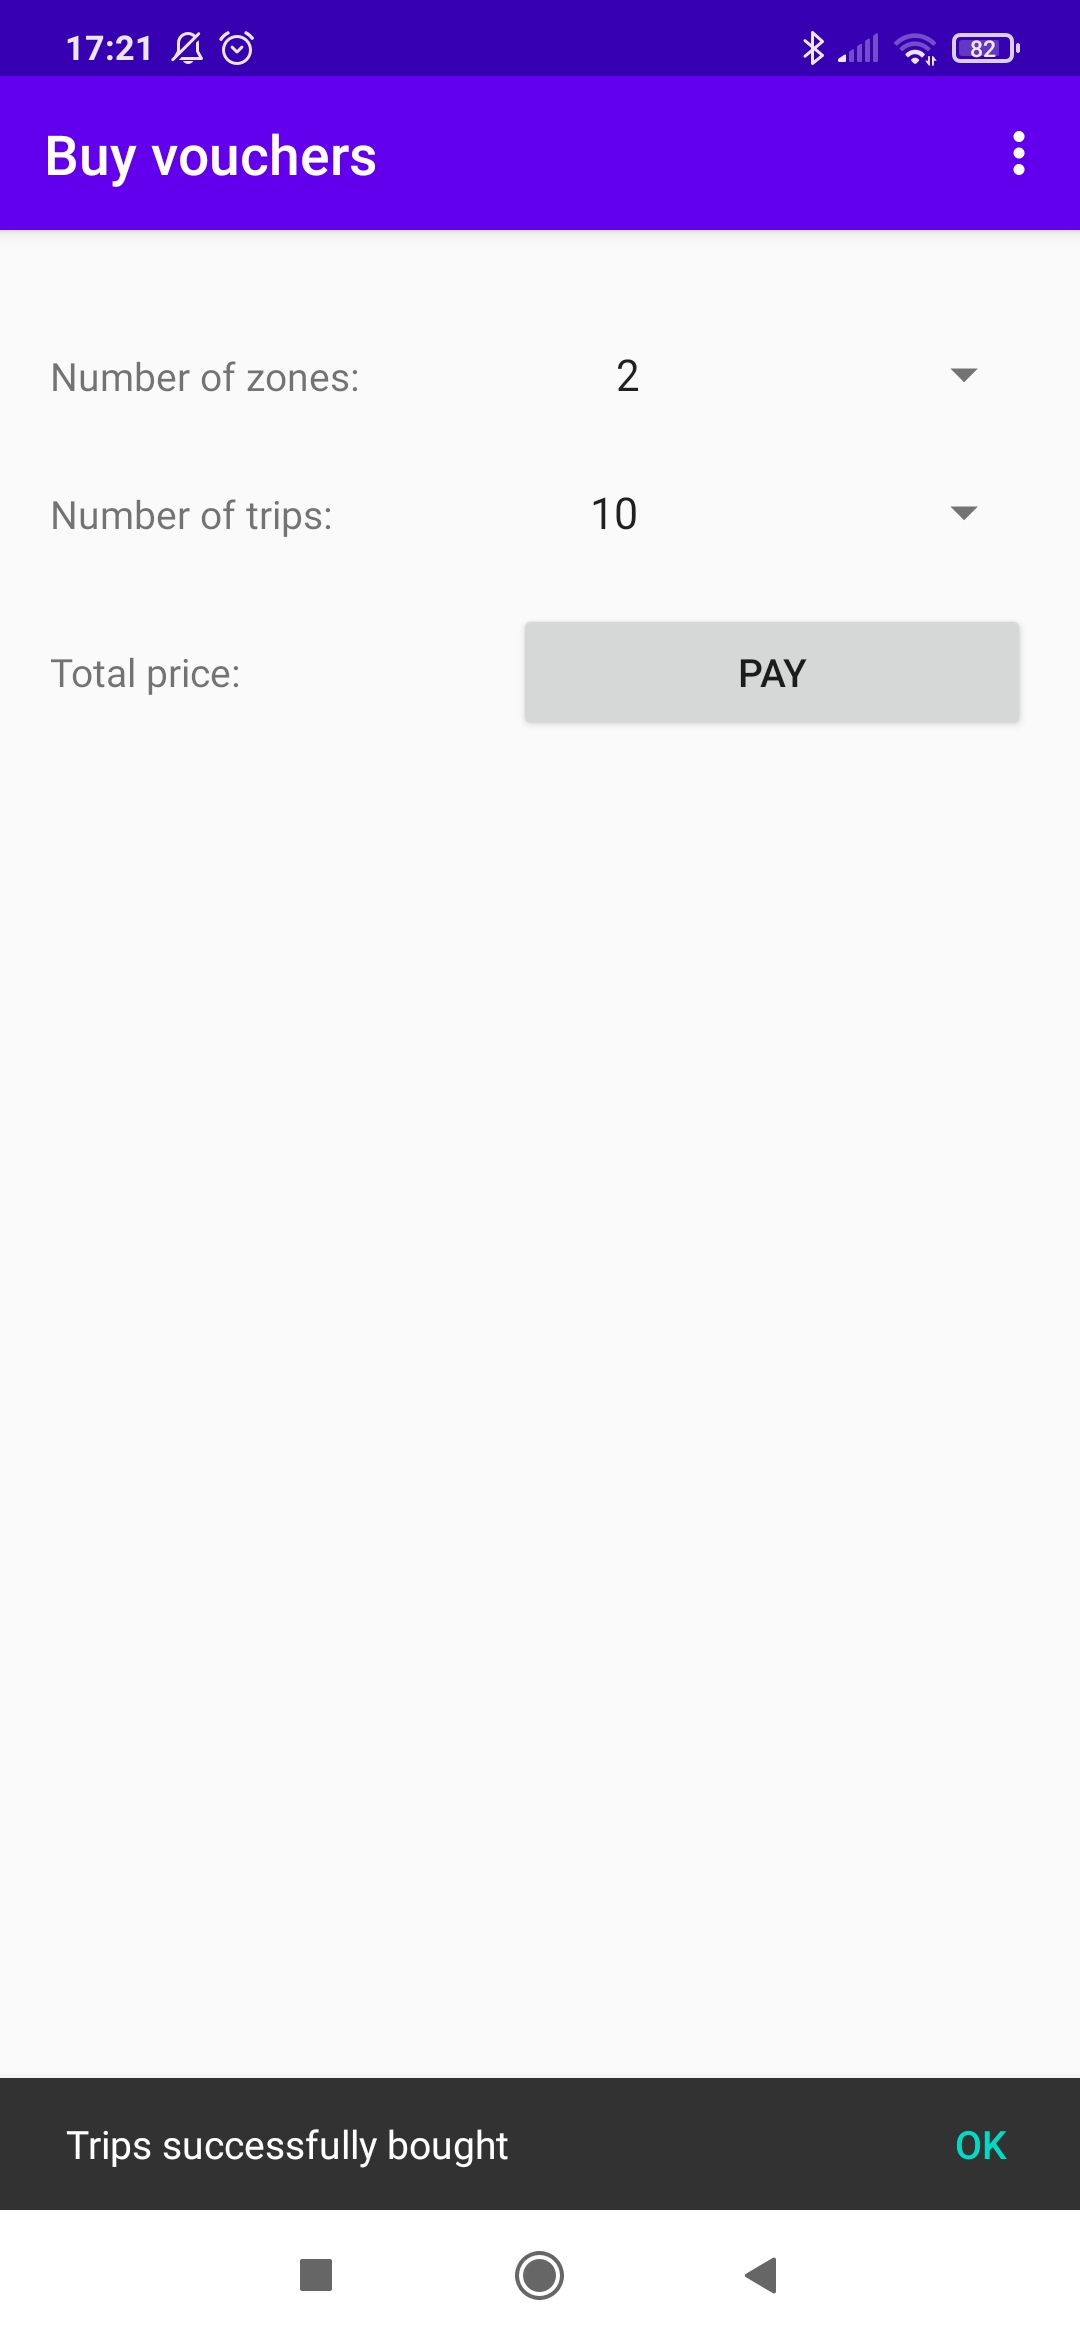 17:21 82
Buy vouchers
Number of zones: 2
Number of trips: 10
Total price: PAY
Trips successfully bought OK